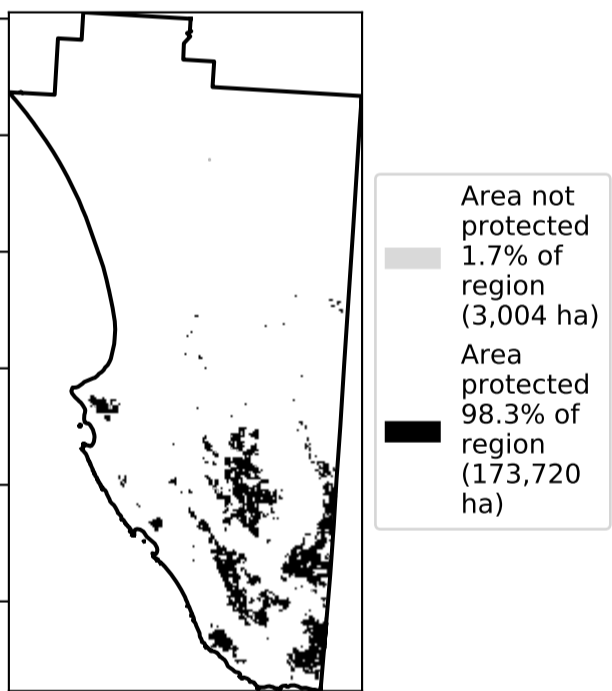 Area not
protected
1.7% of
region
(3,004 ha)
Area
protected
98.3% of
region
(173,720
ha)